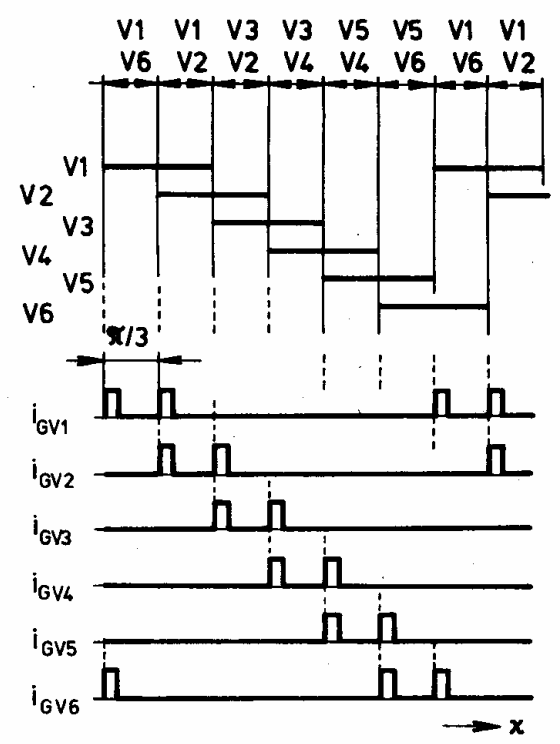 V1 V1 V3 V3 V5 V5 V1 V1
V6 V2 V2 V4 V4 V6 V6 V2
V1
V2
V3
V4
V5
V6
π/3
iGV1
iGV2
iGV3
iGV4
iGV5
iGV6
x